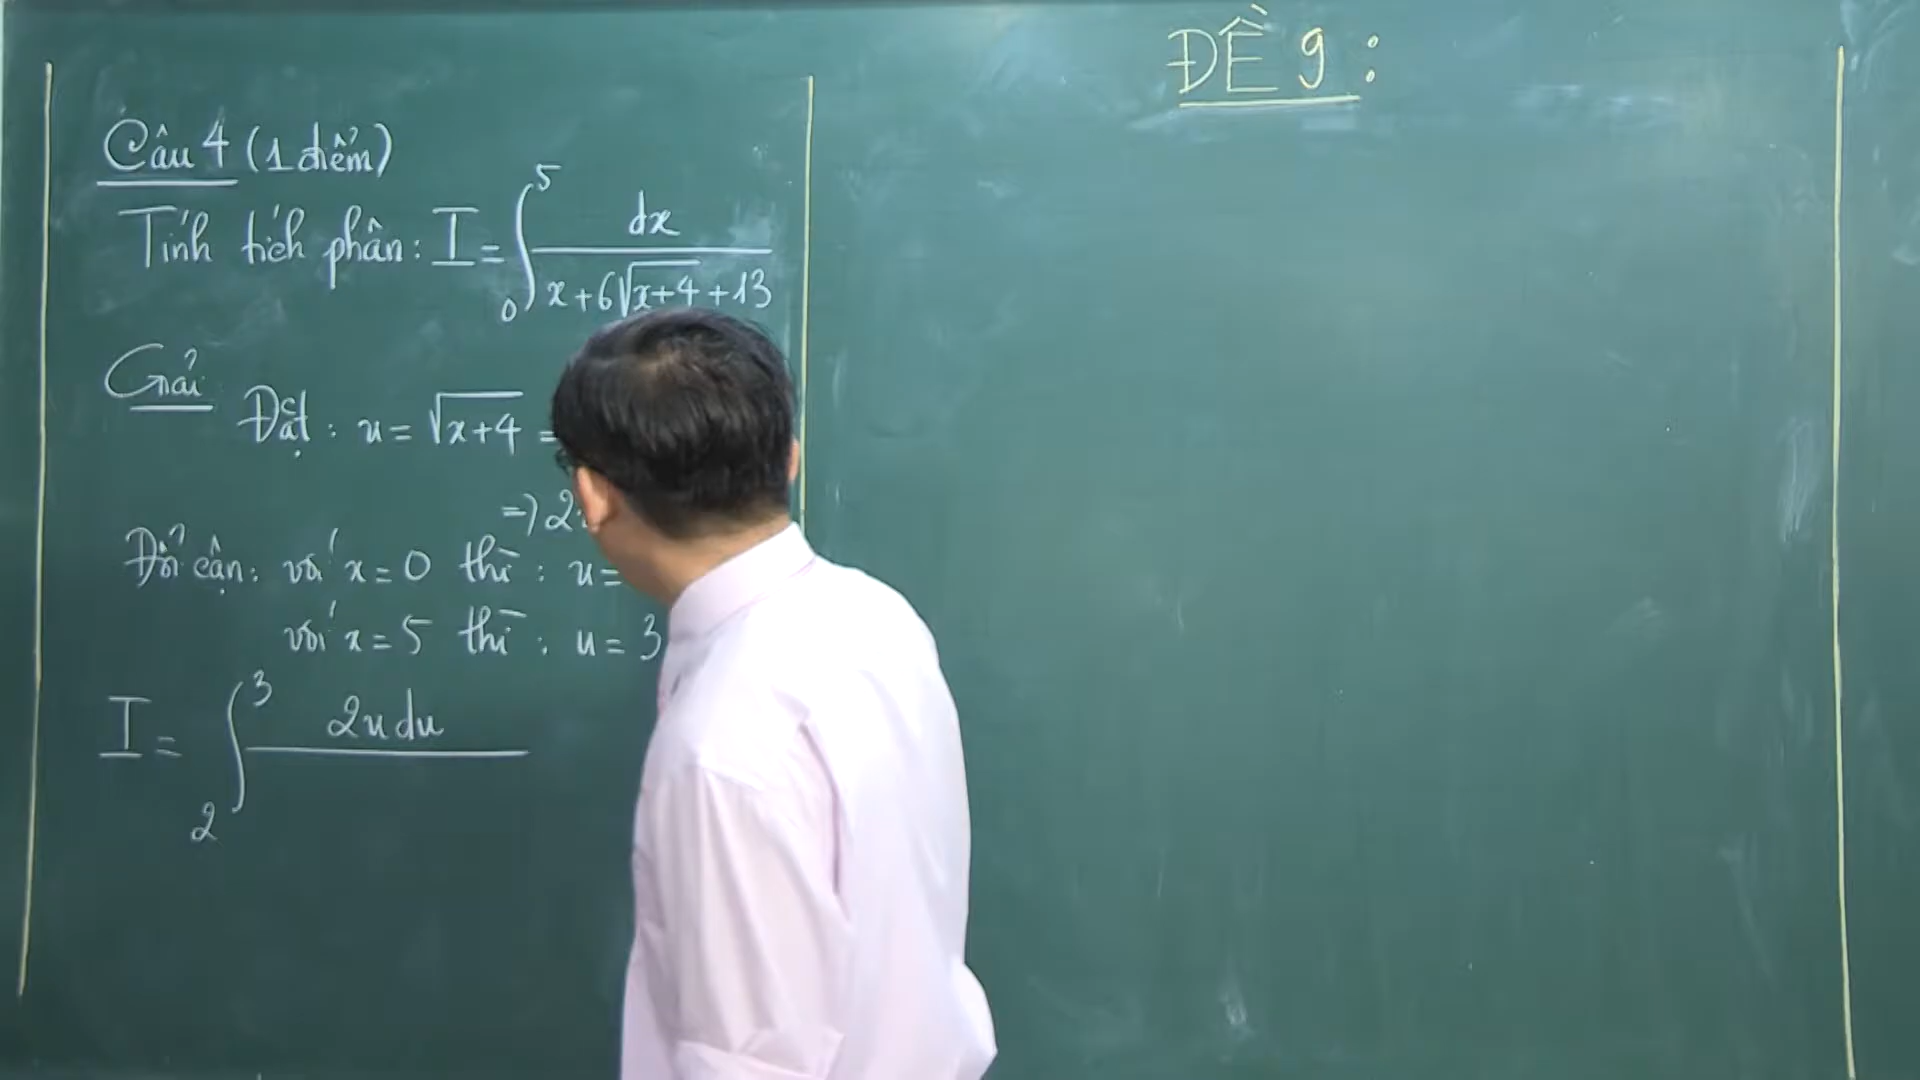 ĐỀ 9 :
Câu 4 (1 điểm)
Tính tích phân: I = ∫₀⁵ dx / (x + 6√(x+4) + 13)
Giải
Đặt : u = √(x+4) =
=> 2
Đổi cận: với x = 0 thì : u =
với x = 5 thì : u = 3
I = ∫₂³ 2u du